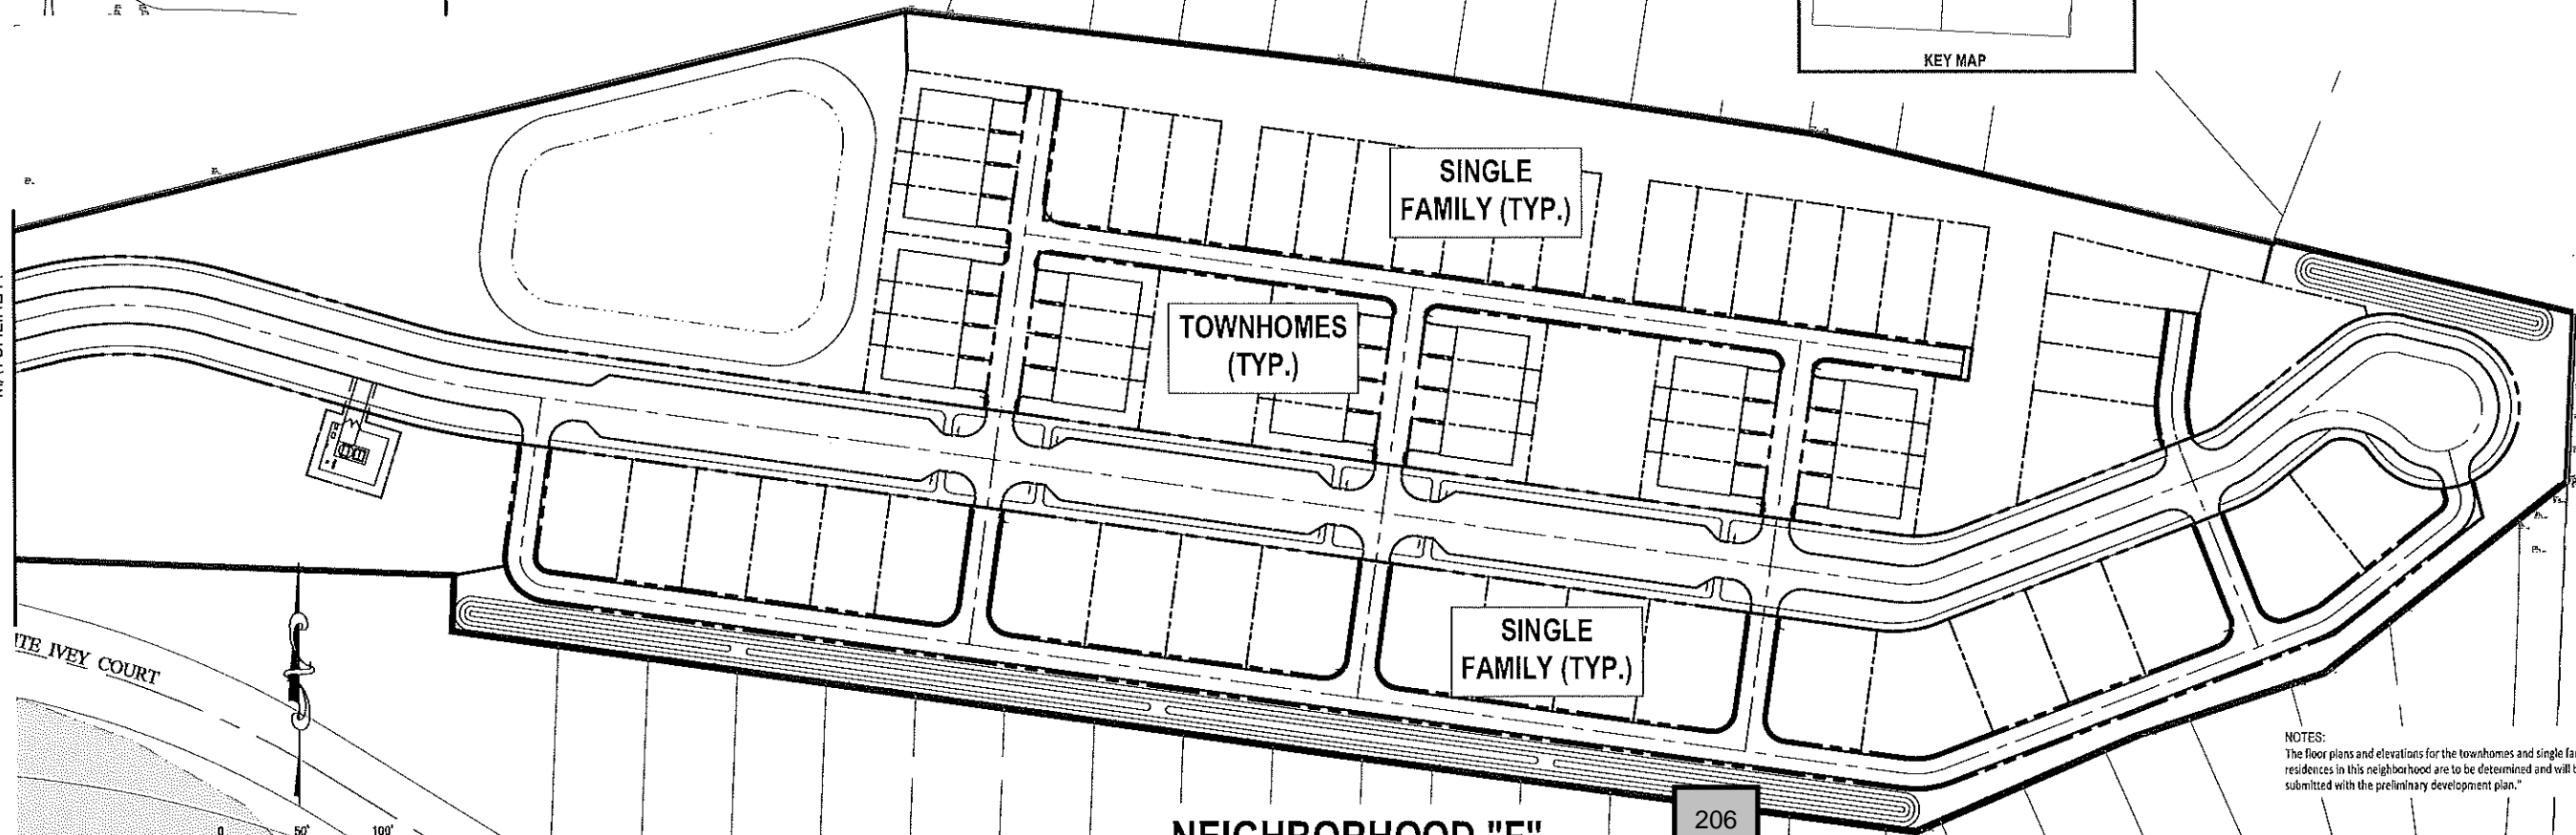 KEY MAP
SINGLE
FAMILY (TYP.)
TOWNHOMES
(TYP.)
SINGLE
FAMILY (TYP.)
IVEY COURT
NOTES:
The floor plans and elevations for the townhomes and single
residences in this neighborhood are to be determined and will
submitted with the preliminary development plan."
0 50' 100'
NEIGHBORHOOD
206